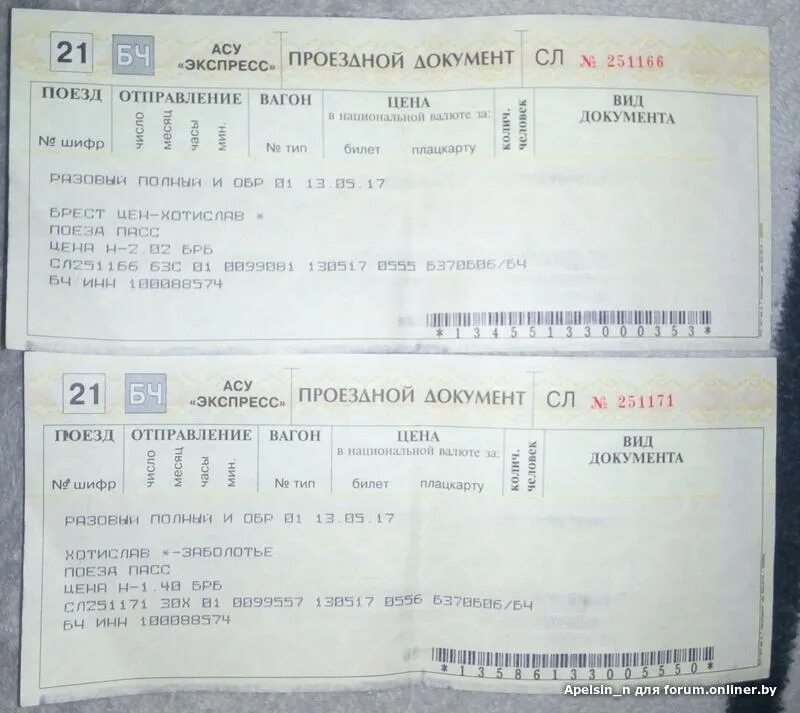 21 БЧ АСУ «ЭКСПРЕСС» ПРОЕЗДНОЙ ДОКУМЕНТ СЛ № 251166
ПОЕЗД ОТПРАВЛЕНИЕ ВАГОН ЦЕНА колич. человек ВИД ДОКУМЕНТА
в национальной валюте за:
№ шифр число месяц часы мин. № тип билет плацкарту
РАЗОВЫЙ ПОЛНЫЙ И ОБР 01 13.05.17
БРЕСТ ЦЕН-ХОТИСЛАВ *
ПОЕЗА ПАСС
ЦЕНА Н-2.02 БРБ
СЛ251166 БЗС 01 0099081 130517 0555 Б370Б06/БЧ
БЧ ИНН 100088574
*13455133000353*
21 БЧ АСУ «ЭКСПРЕСС» ПРОЕЗДНОЙ ДОКУМЕНТ СЛ № 251171
ПОЕЗД ОТПРАВЛЕНИЕ ВАГОН ЦЕНА колич. человек ВИД ДОКУМЕНТА
в национальной валюте за:
№ шифр число месяц часы мин. № тип билет плацкарту
РАЗОВЫЙ ПОЛНЫЙ И ОБР 01 13.05.17
ХОТИСЛАВ *-ЗАБОЛОТЬЕ
ПОЕЗА ПАСС
ЦЕНА Н-1.40 БРБ
СЛ251171 ЗОХ 01 0099557 130517 0556 Б370Б06/БЧ
БЧ ИНН 100088574
*13586133005550*
Apelsin_n для forum.onliner.by